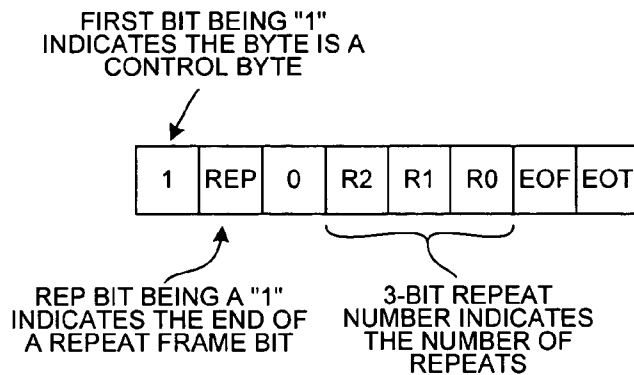 FIRST BIT BEING "1"
INDICATES THE BYTE IS A
CONTROL BYTE
1 REP 0 R2 R1 R0 EOF EOT
REP BIT BEING A "1"
INDICATES THE END OF
A REPEAT FRAME BIT
3-BIT REPEAT
NUMBER INDICATES
THE NUMBER OF
REPEATS